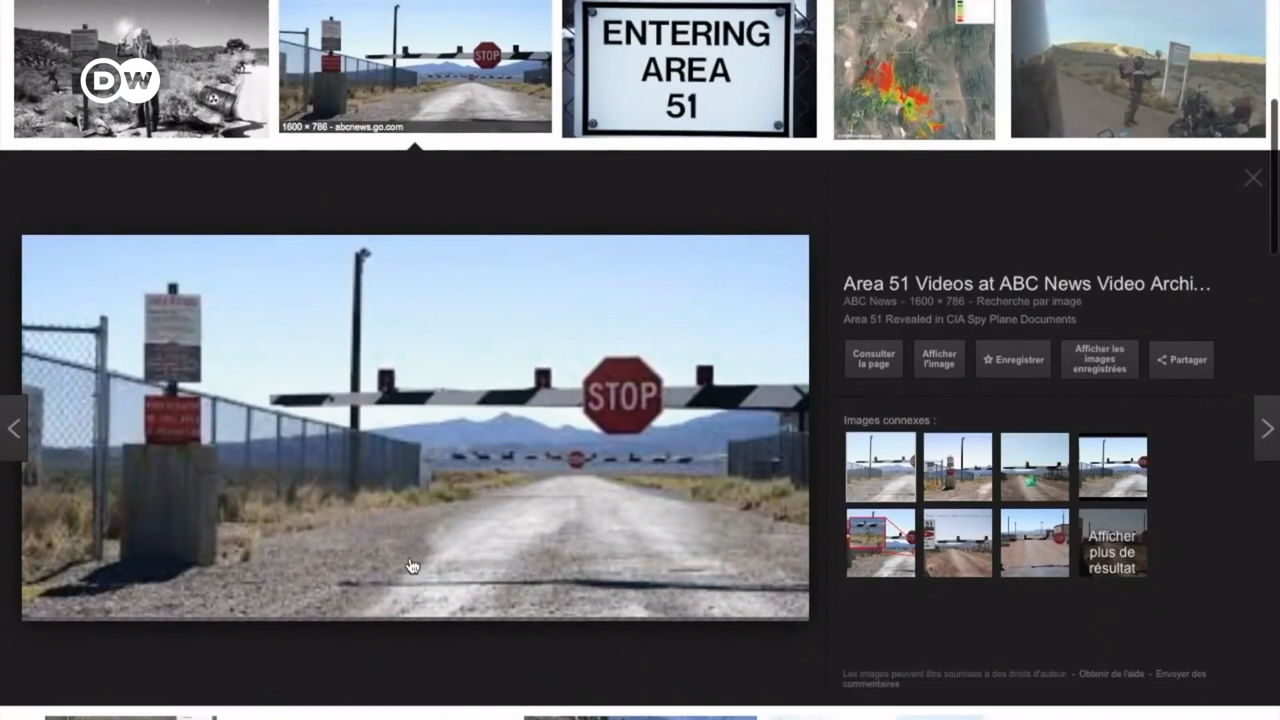 DW
STOP
1600 × 786 - abcnews.go.com
ENTERING
AREA
51
STOP
Area 51 Videos at ABC News Video Archi...
ABC News - 1600 × 786 - Recherche par image
Area 51 Revealed in CIA Spy Plane Documents
Consulter
la page
Afficher
l'image
Enregistrer
Afficher les
images
enregistrées
Partager
Images connexes :
Afficher
plus de
résultat
Les images peuvent être soumises à des droits d'auteur. - Obtenir de l'aide - Envoyer des
commentaires